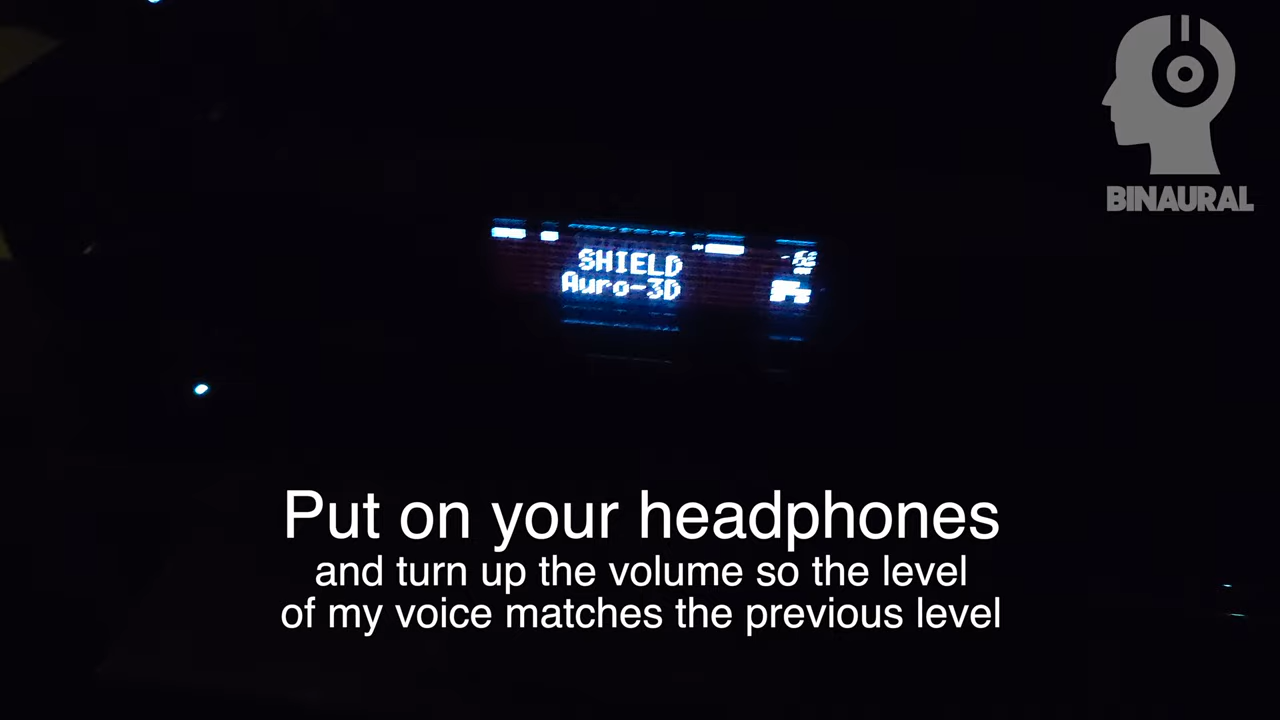 BINAURAL
SHIELD
Auro-3D
Put on your headphones
and turn up the volume so the level
of my voice matches the previous level